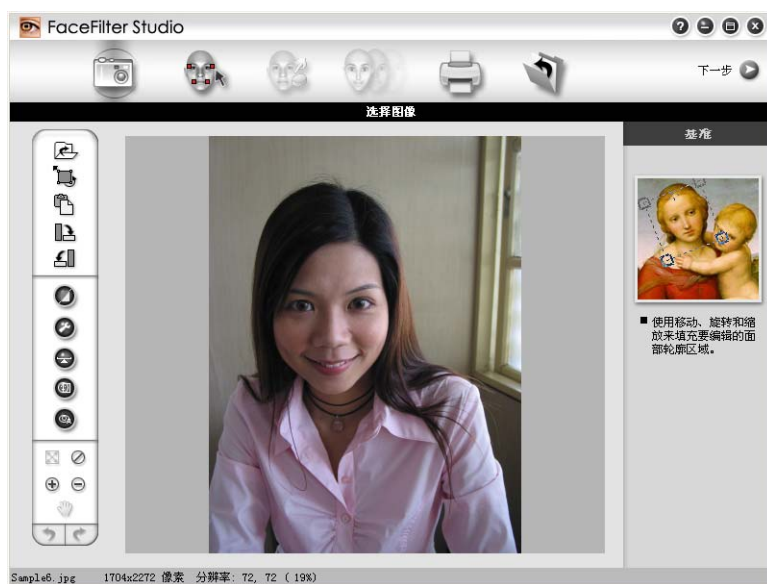 FaceFilter Studio
下一步
选择图像
基准
■ 使用移动、旋转和缩
放来填充要编辑的面
部轮廓区域。
Sample6.jpg 1704x2272 像素 分辨率: 72, 72 ( 19%)